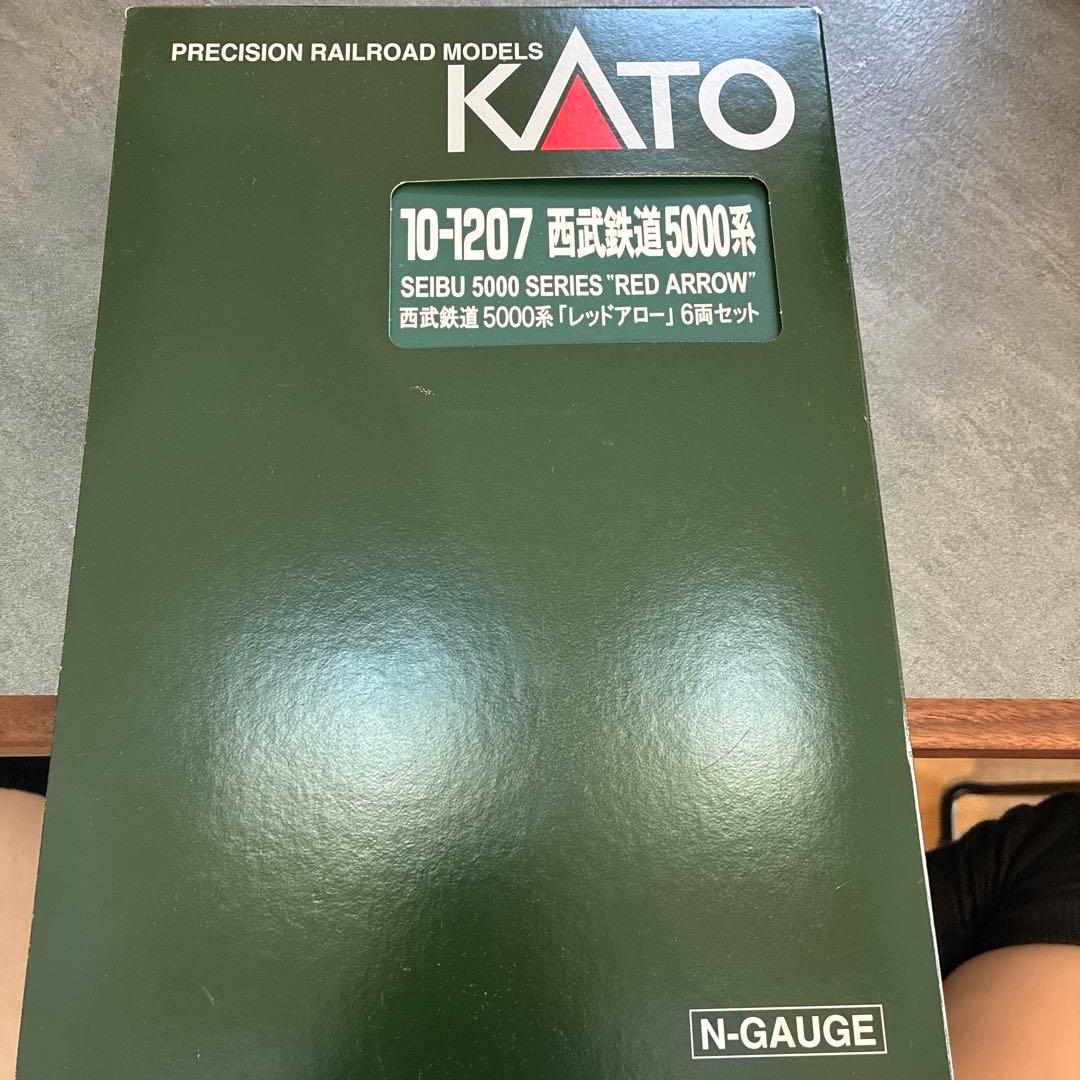 PRECISION RAILROAD MODELS
KATO
10-1207 西武鉄道5000系
SEIBU 5000 SERIES "RED ARROW"
西武鉄道5000系「レッドアロー」6両セット
N-GAUGE